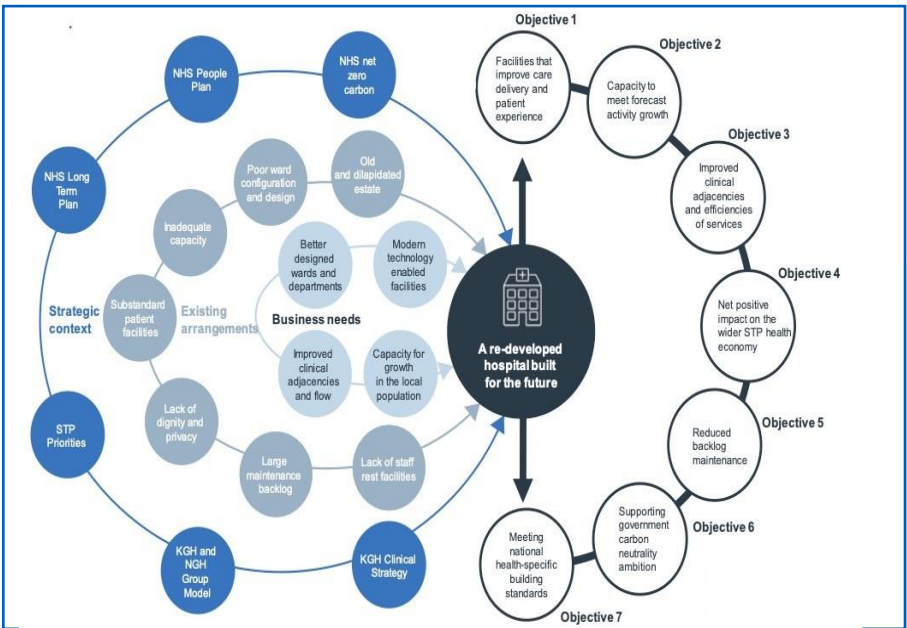 Objective 1
Facilities that
improve care
delivery and
patient
experience
Objective 2
Capacity to
meet forecast
activity growth
Objective 3
Improved
clinical
adjacencies
and efficiencies
of services
Objective 4
Net positive
impact on the
wider STP health
economy
Objective 5
Reduced
backlog
maintenance
Objective 6
Supporting
government
carbon
neutrality
ambition
Objective 7
Meeting
national
health-specific
building
standards
NHS net
zero
carbon
NHS People
Plan
NHS Long
Term
Plan
Strategic
context
STP
Priorities
KGH and
NGH
Group
Model
KGH Clinical
Strategy
Old
and dilapidated
estate
Poor ward
configuration
and design
Inadequate
capacity
Substandard
patient
facilities
Existing
arrangements
Lack of
dignity and
privacy
Large
maintenance
backlog
Lack of staff
rest facilities
Better
designed
wards and
departments
Modern
technology
enabled
facilities
Business needs
Improved
clinical
adjacencies
and flow
Capacity for
growth
in the local
population
A re-developed
hospital built
for the future